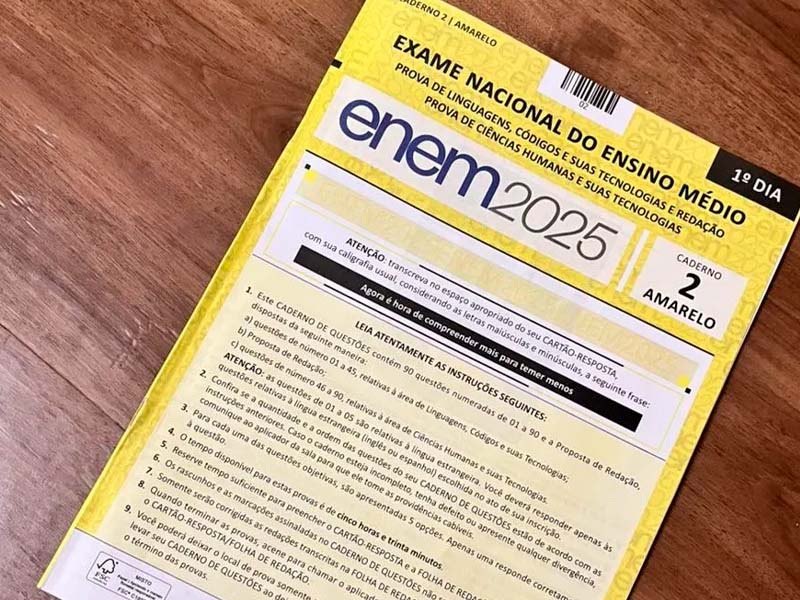 CADERNO 2 | AMARELO
EXAME NACIONAL DO ENSINO MÉDIO
PROVA DE LINGUAGENS, CÓDIGOS E SUAS TECNOLOGIAS E REDAÇÃO
PROVA DE CIÊNCIAS HUMANAS E SUAS TECNOLOGIAS
02
1º DIA
enem2025
CADERNO
2
AMARELO
ATENÇÃO: transcreva no espaço apropriado do seu CARTÃO-RESPOSTA,
com sua caligrafia usual, considerando as letras maiúsculas e minúsculas, a seguinte frase:
Agora é hora de compreender mais para temer menos
LEIA ATENTAMENTE AS INSTRUÇÕES SEGUINTES:
1. Este CADERNO DE QUESTÕES contém 90 questões numeradas de 01 a 90 e a Proposta de Redação,
dispostas da seguinte maneira:
a) questões de número 01 a 45, relativas à área de Linguagens, Códigos e suas Tecnologias;
b) Proposta de Redação;
c) questões de número 46 a 90, relativas à área de Ciências Humanas e suas Tecnologias.
ATENÇÃO: as questões de 01 a 05 são relativas à língua estrangeira. Você deverá responder apenas às
questões relativas à língua estrangeira (inglês ou espanhol) escolhida no ato de sua inscrição.
2. Confira se a quantidade e a ordem das questões do seu CADERNO DE QUESTÕES estão de acordo com as
instruções anteriores. Caso o caderno esteja incompleto, tenha defeito ou apresente qualquer divergência,
comunique ao aplicador da sala para que ele tome as providências cabíveis.
3. Para cada uma das questões objetivas, são apresentadas 5 opções. Apenas uma responde corretamente
à questão.
4. O tempo disponível para estas provas é de cinco horas e trinta minutos.
5. Reserve tempo suficiente para preencher o CARTÃO-RESPOSTA e a FOLHA DE
6. Os rascunhos e as marcações assinaladas no CADERNO DE QUESTÕES não
7. Somente serão corrigidas as redações transcritas na FOLHA DE
8. Quando terminar as provas, acene para chamar o aplicador
o CARTÃO-RESPOSTA/FOLHA DE REDAÇÃO.
9. Você poderá deixar o local de prova somente
levar seu CADERNO DE QUESTÕES ao
o término das provas.
FSC
MISTO